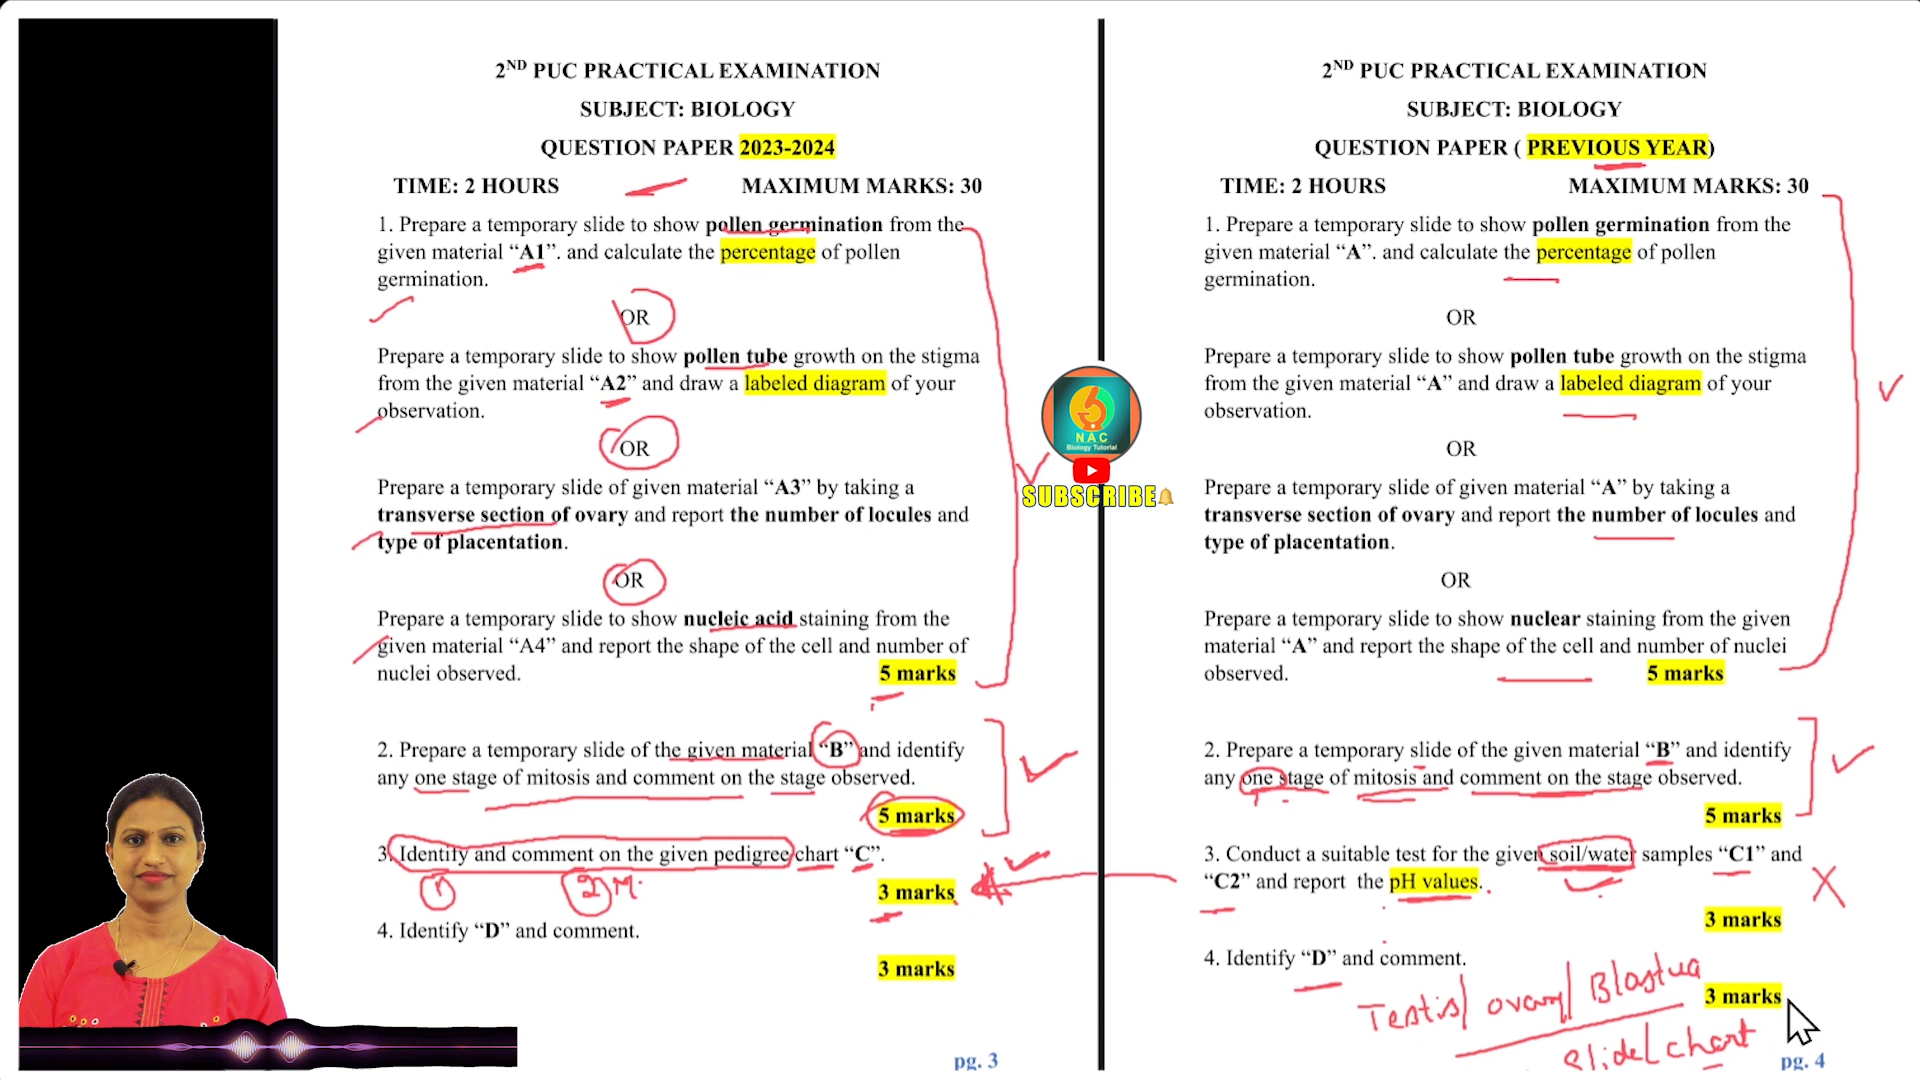 2ND PUC PRACTICAL EXAMINATION
SUBJECT: BIOLOGY
QUESTION PAPER 2023-2024
TIME: 2 HOURS MAXIMUM MARKS: 30
1. Prepare a temporary slide to show pollen germination from the
given material “A1”. and calculate the percentage of pollen
germination.
OR
Prepare a temporary slide to show pollen tube growth on the stigma
from the given material “A2” and draw a labeled diagram of your
observation.
OR
Prepare a temporary slide of given material “A3” by taking a
transverse section of ovary and report the number of locules and
type of placentation.
OR
Prepare a temporary slide to show nucleic acid staining from the
given material “A4” and report the shape of the cell and number of
nuclei observed. 5 marks
2. Prepare a temporary slide of the given material “B” and identify
any one stage of mitosis and comment on the stage observed.
5 marks
3. Identify and comment on the given pedigree chart “C”.
1 2 M
3 marks
4. Identify “D” and comment.
3 marks
pg. 3
NAC
Biology Tutorial
SUBSCRIBE
2ND PUC PRACTICAL EXAMINATION
SUBJECT: BIOLOGY
QUESTION PAPER ( PREVIOUS YEAR)
TIME: 2 HOURS MAXIMUM MARKS: 30
1. Prepare a temporary slide to show pollen germination from the
given material “A”. and calculate the percentage of pollen
germination.
OR
Prepare a temporary slide to show pollen tube growth on the stigma
from the given material “A” and draw a labeled diagram of your
observation.
OR
Prepare a temporary slide of given material “A” by taking a
transverse section of ovary and report the number of locules and
type of placentation.
OR
Prepare a temporary slide to show nuclear staining from the given
material “A” and report the shape of the cell and number of nuclei
observed. 5 marks
2. Prepare a temporary slide of the given material “B” and identify
any one stage of mitosis and comment on the stage observed.
5 marks
3. Conduct a suitable test for the given soil/water samples “C1” and
“C2” and report the pH values.
3 marks
4. Identify “D” and comment.
Testis/ ovary/ Blastua
3 marks
Slide/chart
pg. 4